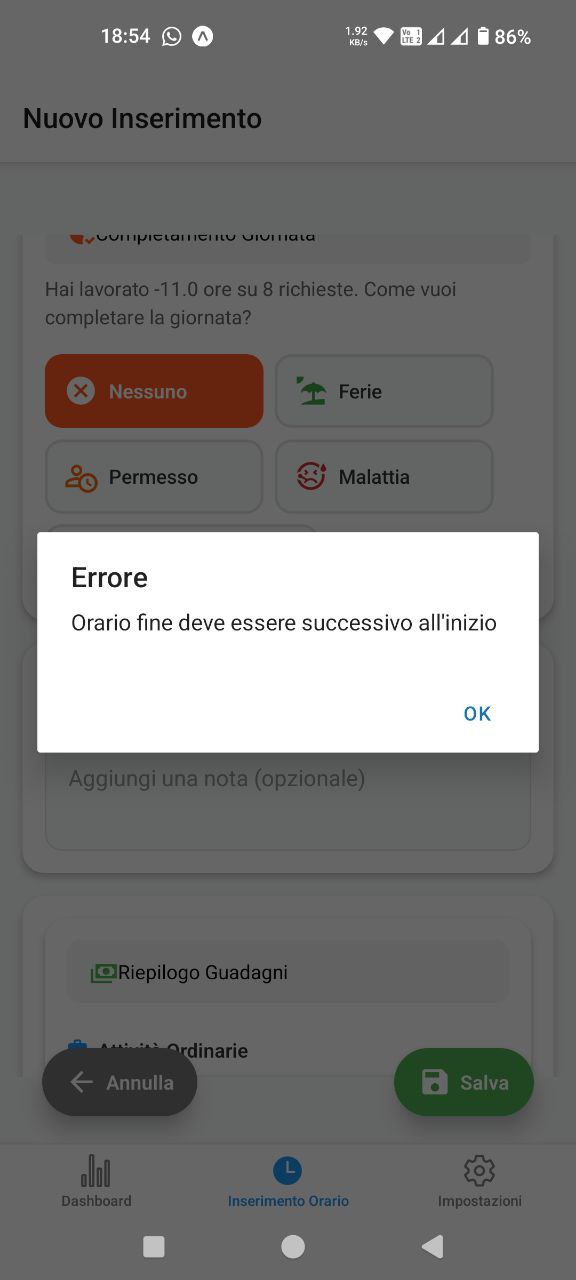 18:54
1.92
KB/s
Vo 1
LTE 2
86%
Nuovo Inserimento
Completamento Giornata
Hai lavorato -11.0 ore su 8 richieste. Come vuoi
completare la giornata?
Nessuno
Ferie
Permesso
Malattia
Errore
Orario fine deve essere successivo all'inizio
OK
Aggiungi una nota (opzionale)
Riepilogo Guadagni
Attività Ordinarie
Annulla
Salva
Dashboard
Inserimento Orario
Impostazioni